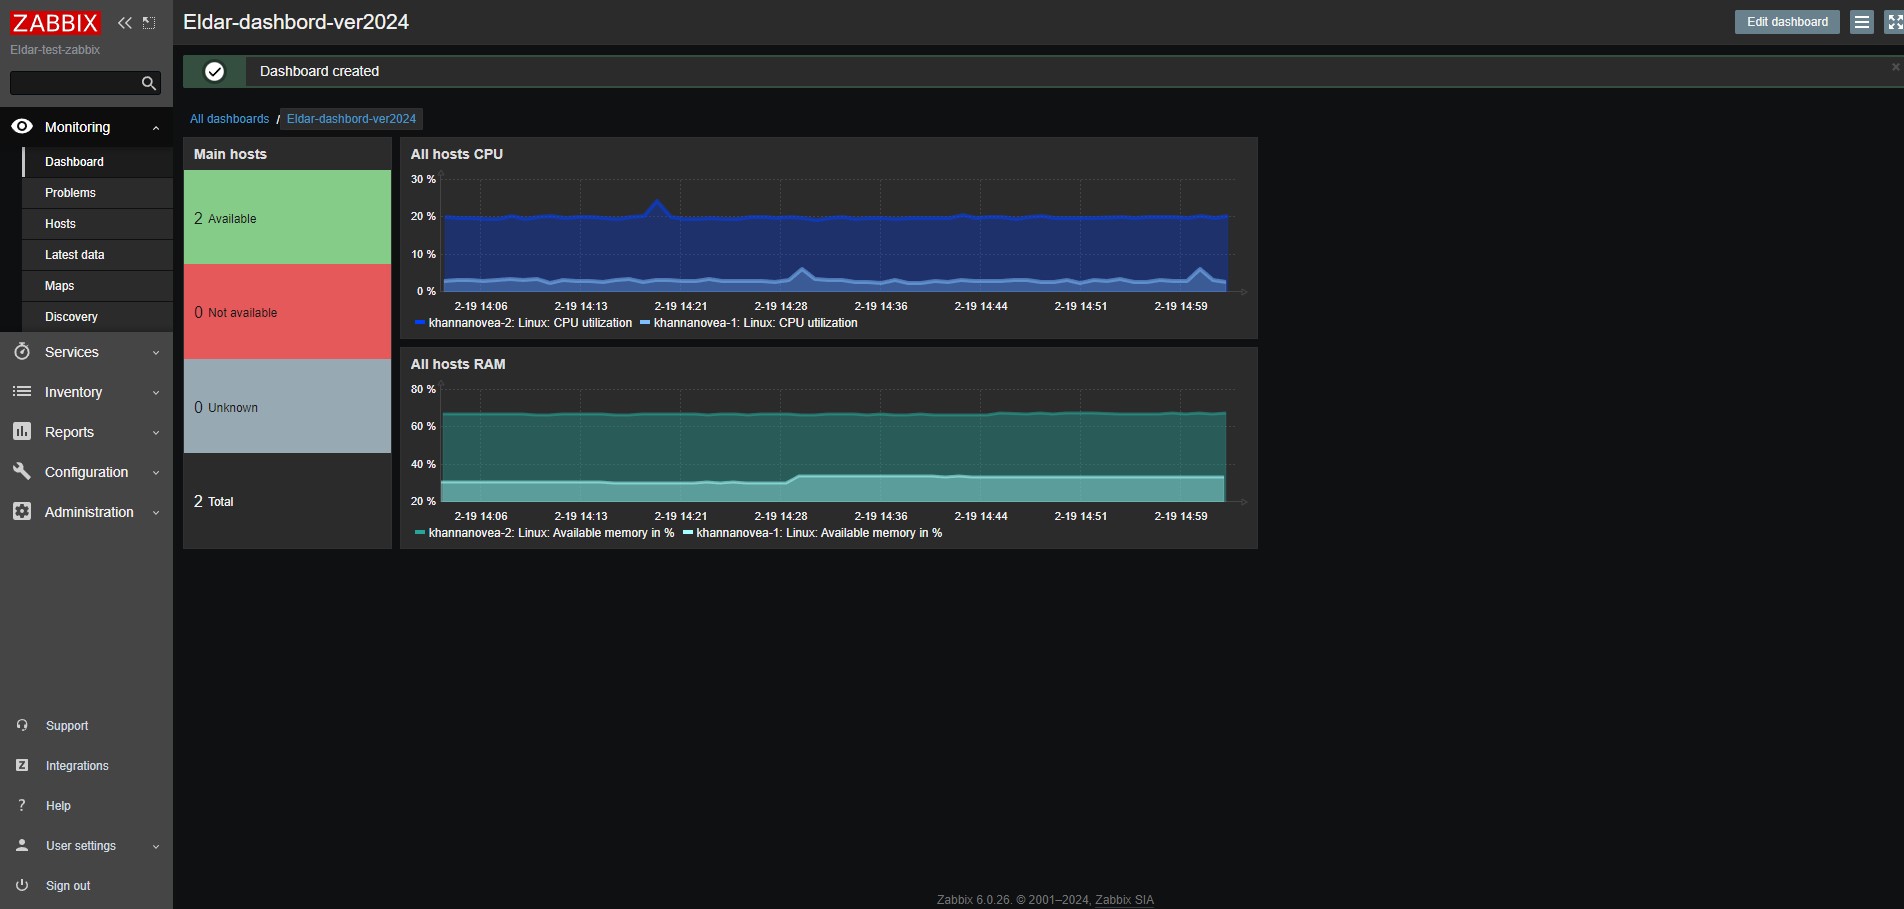 ZABBIX
Eldar-test-zabbix
Monitoring
Dashboard
Problems
Hosts
Latest data
Maps
Discovery
Services
Inventory
Reports
Configuration
Administration
Support
Integrations
Help
User settings
Sign out
Eldar-dashbord-ver2024
Edit dashboard
Dashboard created
All dashboards / Eldar-dashbord-ver2024
Main hosts
2 Available
0 Not available
0 Unknown
2 Total
All hosts CPU
30 %
20 %
10 %
0 %
2-19 14:06 2-19 14:13 2-19 14:21 2-19 14:28 2-19 14:36 2-19 14:44 2-19 14:51 2-19 14:59
khannanovea-2: Linux: CPU utilization khannanovea-1: Linux: CPU utilization
All hosts RAM
80 %
60 %
40 %
20 %
2-19 14:06 2-19 14:13 2-19 14:21 2-19 14:28 2-19 14:36 2-19 14:44 2-19 14:51 2-19 14:59
khannanovea-2: Linux: Available memory in % khannanovea-1: Linux: Available memory in %
Zabbix 6.0.26. © 2001–2024, Zabbix SIA